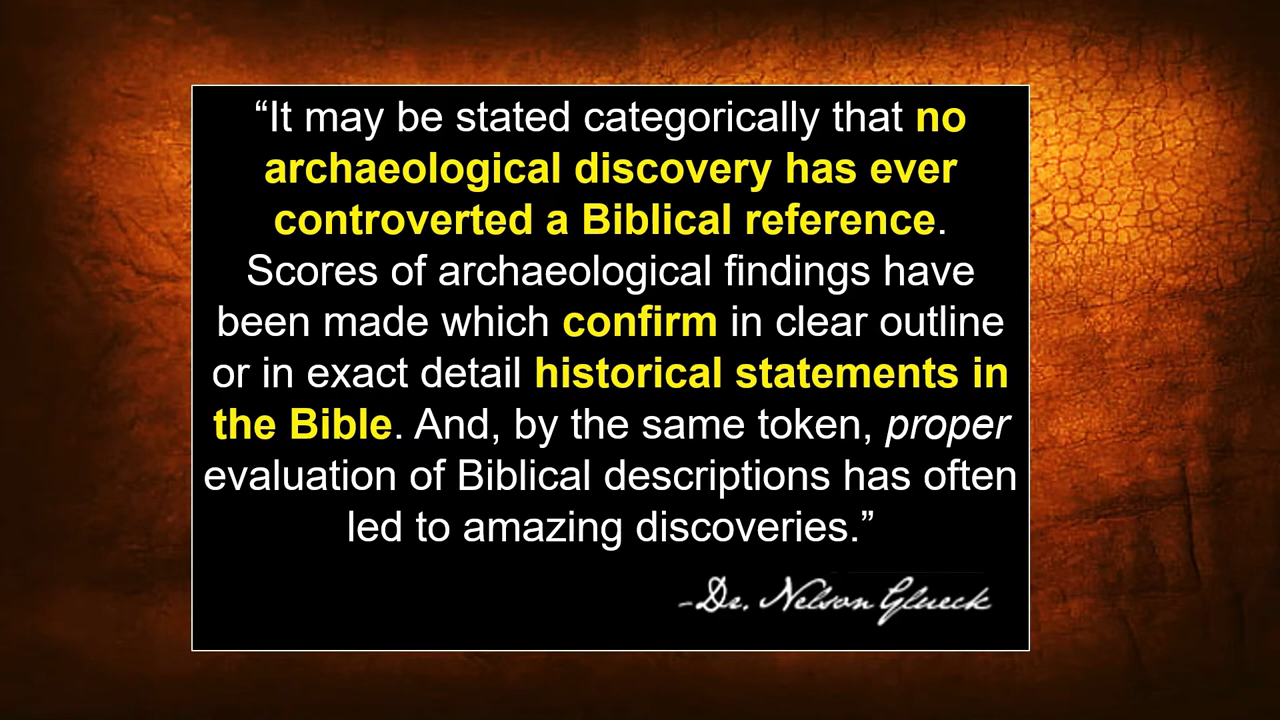 “It may be stated categorically that no
archaeological discovery has ever
controverted a Biblical reference.
Scores of archaeological findings have
been made which confirm in clear outline
or in exact detail historical statements in
the Bible. And, by the same token, proper
evaluation of Biblical descriptions has often
led to amazing discoveries.”
-Dr. Nelson Glueck